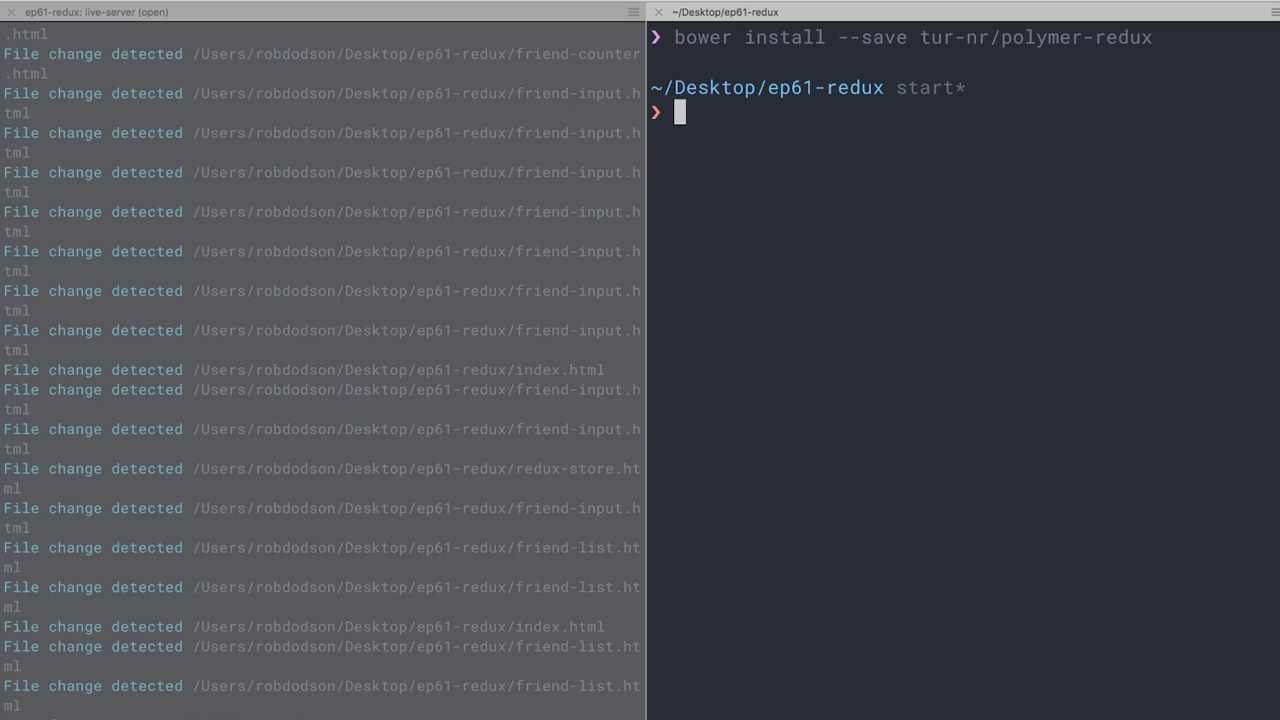 ep61-redux: live-server (open)
.html
File change detected /Users/robdodson/Desktop/ep61-redux/friend-counter
.html
File change detected /Users/robdodson/Desktop/ep61-redux/friend-input.h
tml
File change detected /Users/robdodson/Desktop/ep61-redux/friend-input.h
tml
File change detected /Users/robdodson/Desktop/ep61-redux/friend-input.h
tml
File change detected /Users/robdodson/Desktop/ep61-redux/friend-input.h
tml
File change detected /Users/robdodson/Desktop/ep61-redux/friend-input.h
tml
File change detected /Users/robdodson/Desktop/ep61-redux/friend-input.h
tml
File change detected /Users/robdodson/Desktop/ep61-redux/friend-input.h
tml
File change detected /Users/robdodson/Desktop/ep61-redux/index.html
File change detected /Users/robdodson/Desktop/ep61-redux/friend-input.h
tml
File change detected /Users/robdodson/Desktop/ep61-redux/friend-input.h
tml
File change detected /Users/robdodson/Desktop/ep61-redux/redux-store.ht
ml
File change detected /Users/robdodson/Desktop/ep61-redux/friend-input.h
tml
File change detected /Users/robdodson/Desktop/ep61-redux/friend-list.ht
ml
File change detected /Users/robdodson/Desktop/ep61-redux/friend-list.ht
ml
File change detected /Users/robdodson/Desktop/ep61-redux/index.html
File change detected /Users/robdodson/Desktop/ep61-redux/friend-list.ht
ml
File change detected /Users/robdodson/Desktop/ep61-redux/friend-list.ht
ml
~/Desktop/ep61-redux
❯ bower install --save tur-nr/polymer-redux
~/Desktop/ep61-redux start*
❯